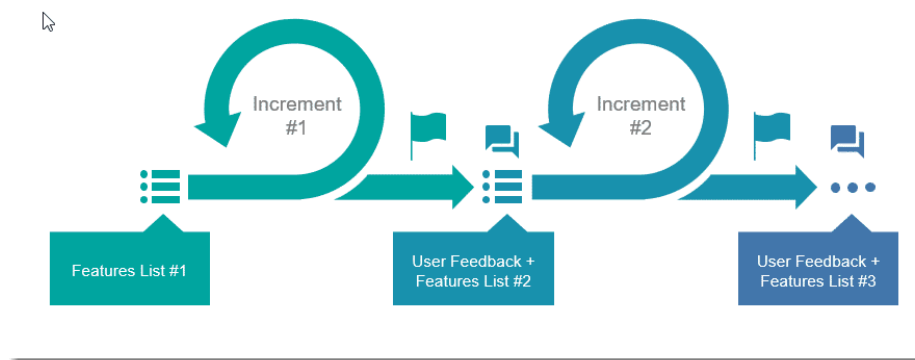 Increment
#1
Increment
#2
Features List #1
User Feedback +
Features List #2
User Feedback +
Features List #3